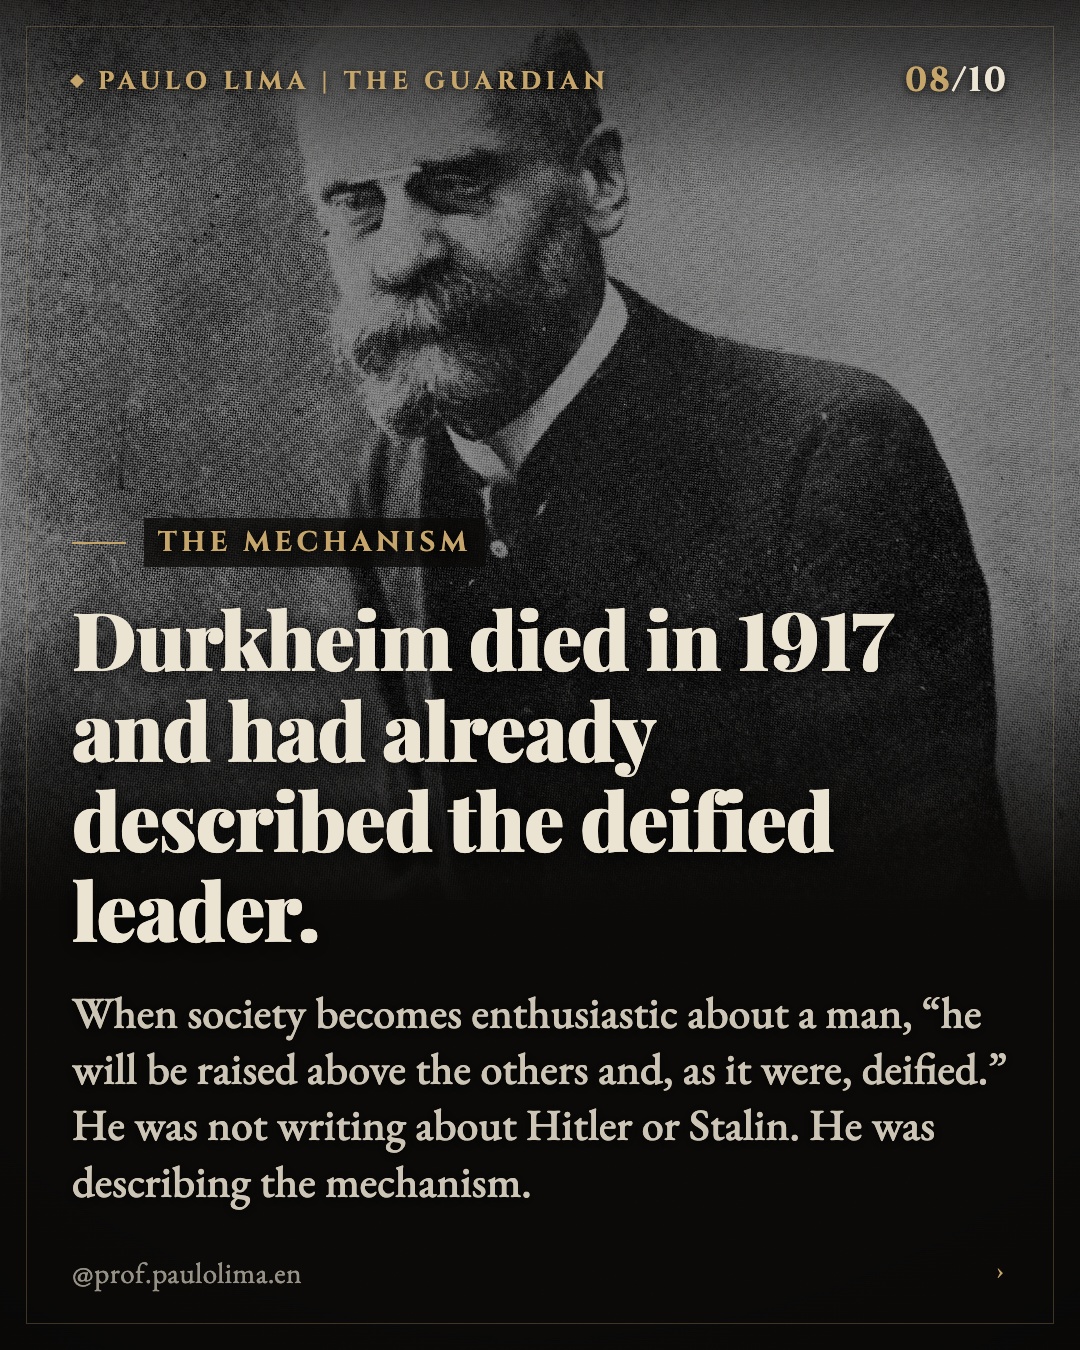 ◆ PAULO LIMA | THE GUARDIAN
08/10
THE MECHANISM
Durkheim died in 1917
and had already
described the deified
leader.
When society becomes enthusiastic about a man, “he
will be raised above the others and, as it were, deified.”
He was not writing about Hitler or Stalin. He was
describing the mechanism.
@prof.paulolima.en
›